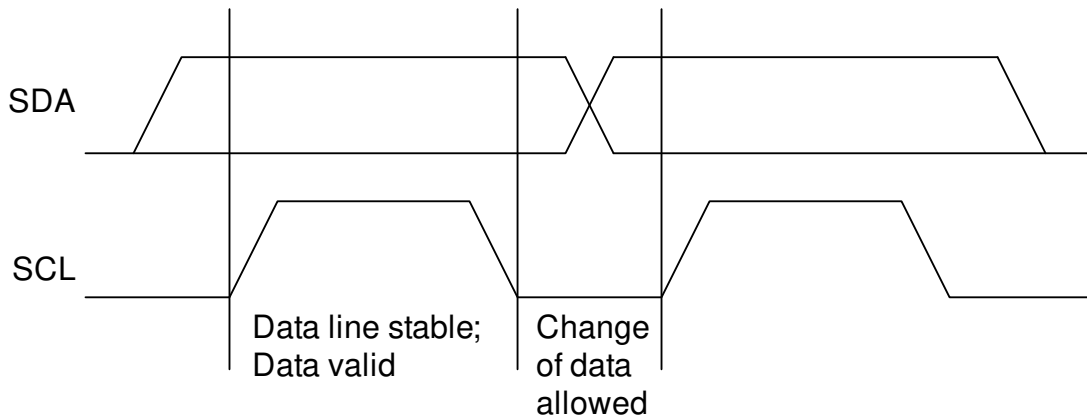 SDA
SCL
Data line stable;
Data valid
Change
of data
allowed